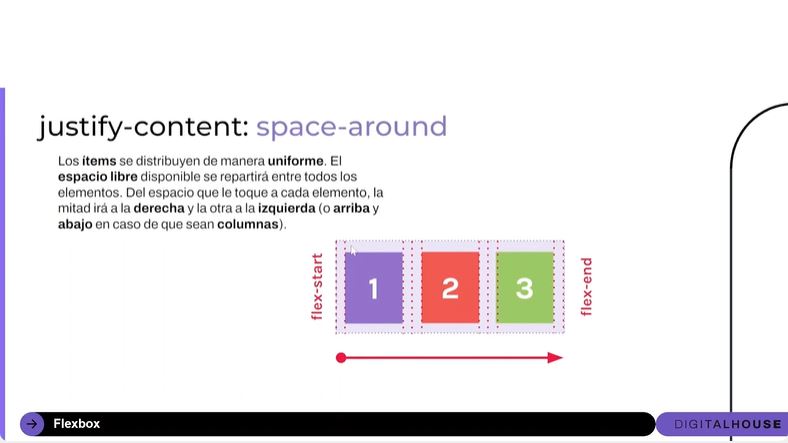 justify-content: space-around
Los ítems se distribuyen de manera uniforme. El
espacio libre disponible se repartirá entre todos los
elementos. Del espacio que le toque a cada elemento, la
mitad irá a la derecha y la otra a la izquierda (o arriba y
abajo en caso de que sean columnas).
flex-start
1
2
3
flex-end
Flexbox
DIGITALHOUSE